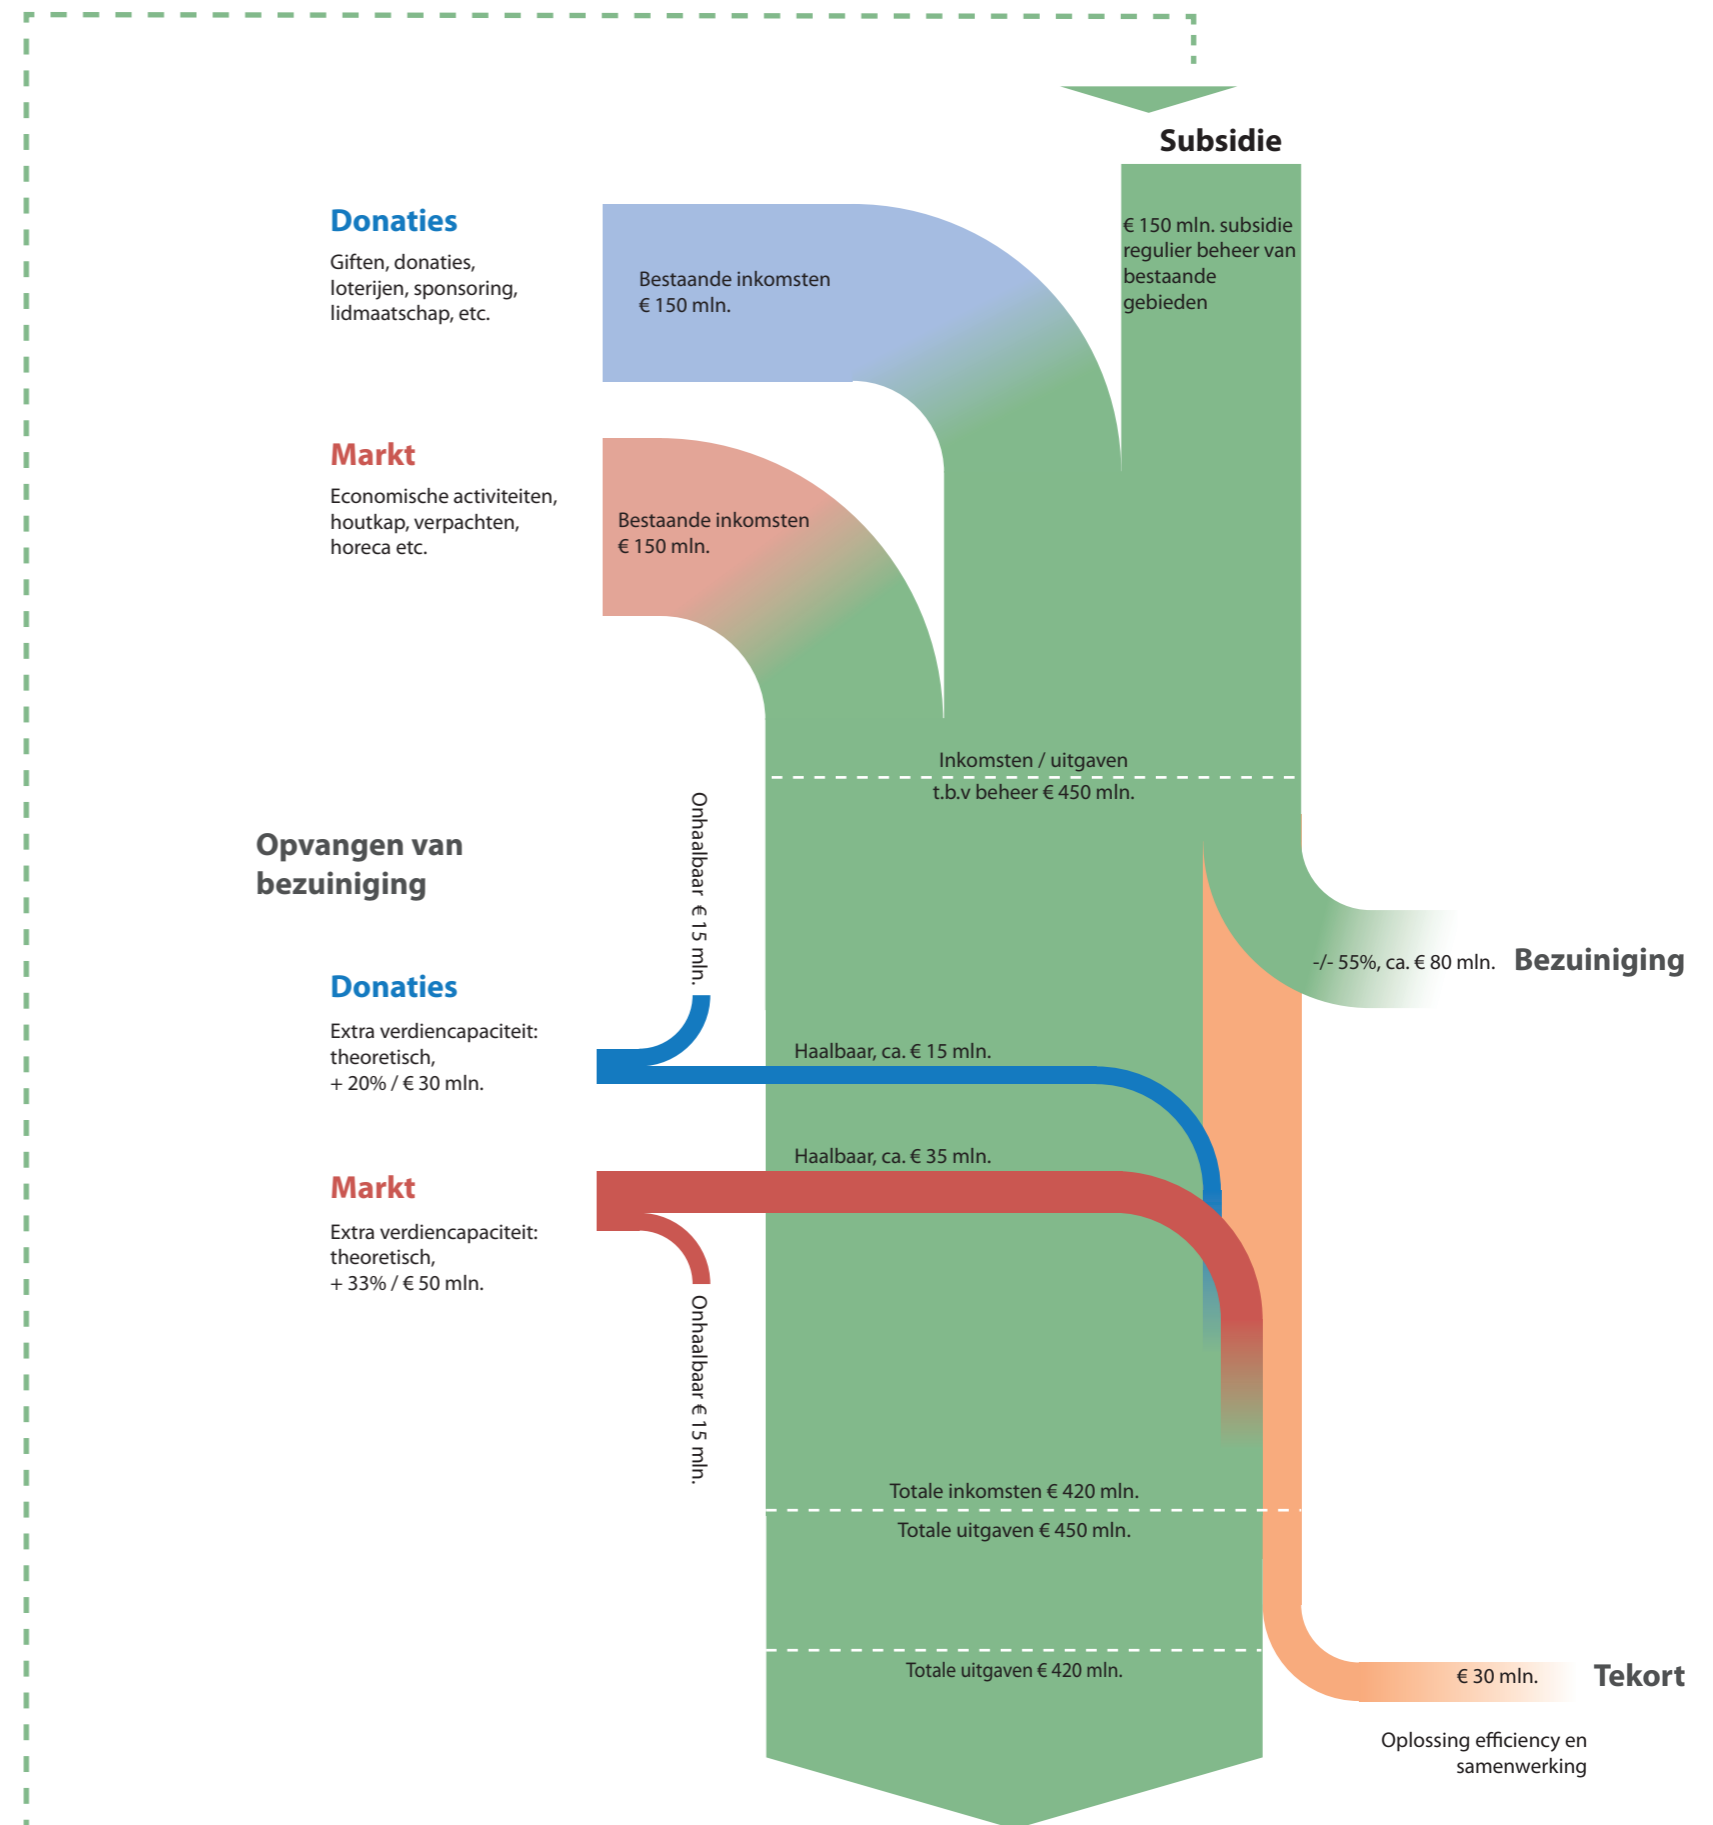 Subsidie
€ 150 mln. subsidie
regulier beheer van
bestaande
gebieden
Donaties
Giften, donaties,
loterijen, sponsoring,
lidmaatschap, etc.
Bestaande inkomsten
€ 150 mln.
Markt
Economische activiteiten,
houtkap, verpachten,
horeca etc.
Bestaande inkomsten
€ 150 mln.
Inkomsten / uitgaven
t.b.v beheer € 450 mln.
Opvangen van
bezuiniging
Onhaalbaar € 15 mln.
-/- 55%, ca. € 80 mln.
Bezuiniging
Donaties
Extra verdiencapaciteit:
theoretisch,
+ 20% / € 30 mln.
Haalbaar, ca. € 15 mln.
Markt
Extra verdiencapaciteit:
theoretisch,
+ 33% / € 50 mln.
Haalbaar, ca. € 35 mln.
Onhaalbaar € 15 mln.
Totale inkomsten € 420 mln.
Totale uitgaven € 450 mln.
Totale uitgaven € 420 mln.
€ 30 mln.
Tekort
Oplossing efficiency en
samenwerking